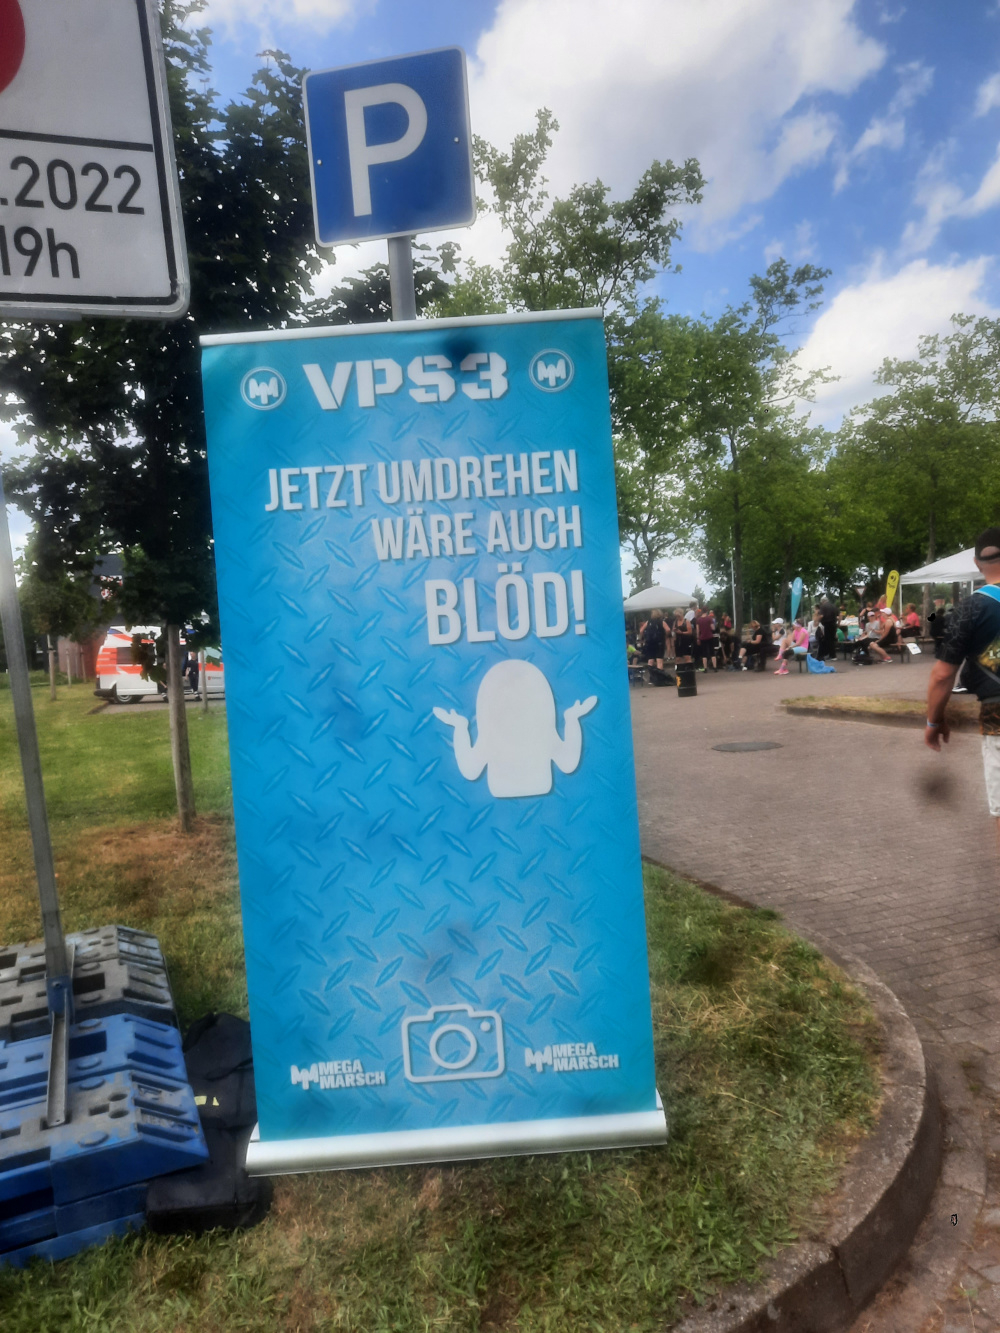 .2022
19h
P
VPS3
JETZT UMDREHEN
WÄRE AUCH
BLÖD!
MEGA
MARSCH
MEGA
MARSCH